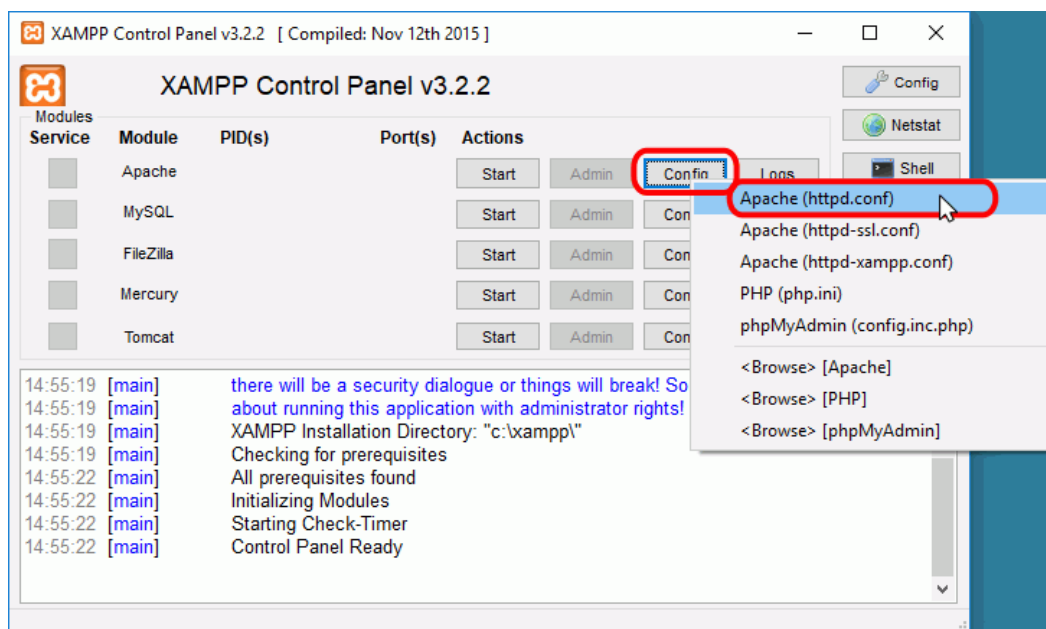 XAMPP Control Panel v3.2.2 [ Compiled: Nov 12th 2015 ]
XAMPP Control Panel v3.2.2
Config
Netstat
Shell
Modules
Service Module PID(s) Port(s) Actions
Apache Start Admin Config Logs
MySQL Start Admin Con
FileZilla Start Admin Con
Mercury Start Admin Con
Tomcat Start Admin Con
Apache (httpd.conf)
Apache (httpd-ssl.conf)
Apache (httpd-xampp.conf)
PHP (php.ini)
phpMyAdmin (config.inc.php)
<Browse> [Apache]
<Browse> [PHP]
<Browse> [phpMyAdmin]
14:55:19 [main] there will be a security dialogue or things will break! So
14:55:19 [main] about running this application with administrator rights!
14:55:19 [main] XAMPP Installation Directory: "c:\xampp\"
14:55:19 [main] Checking for prerequisites
14:55:22 [main] All prerequisites found
14:55:22 [main] Initializing Modules
14:55:22 [main] Starting Check-Timer
14:55:22 [main] Control Panel Ready